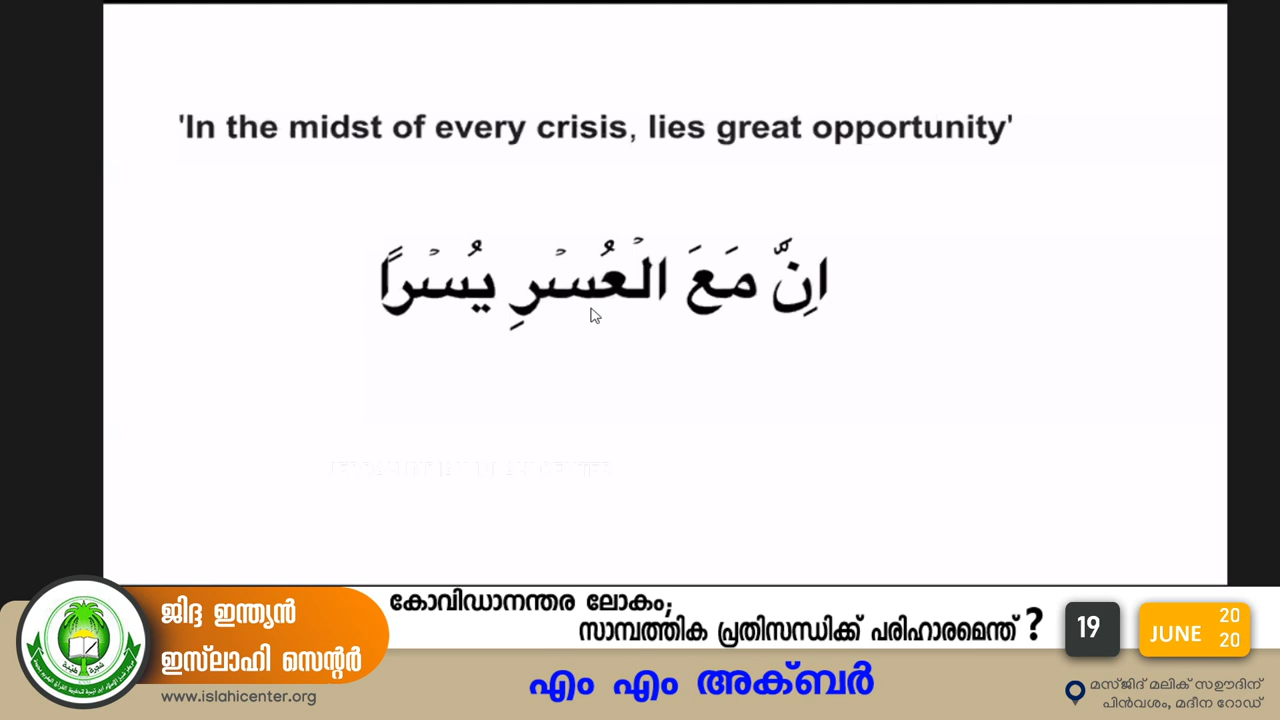 'In the midst of every crisis, lies great opportunity'
اِنَّ مَعَ الۡعُسۡرِ يُسۡرًا
ജിദ്ദ ഇന്ത്യൻ
ഇസ്‌ലാഹി സെന്റർ
www.islahicenter.org
കോവിഡാനന്തര ലോകം;
സാമ്പത്തിക പ്രതിസന്ധിക്ക് പരിഹാരമെന്ത് ?
എം എം അക്ബർ
19
JUNE
20
20
മസ്ജിദ് മലിക് സഊദിന്
പിൻവശം, മദീന റോഡ്